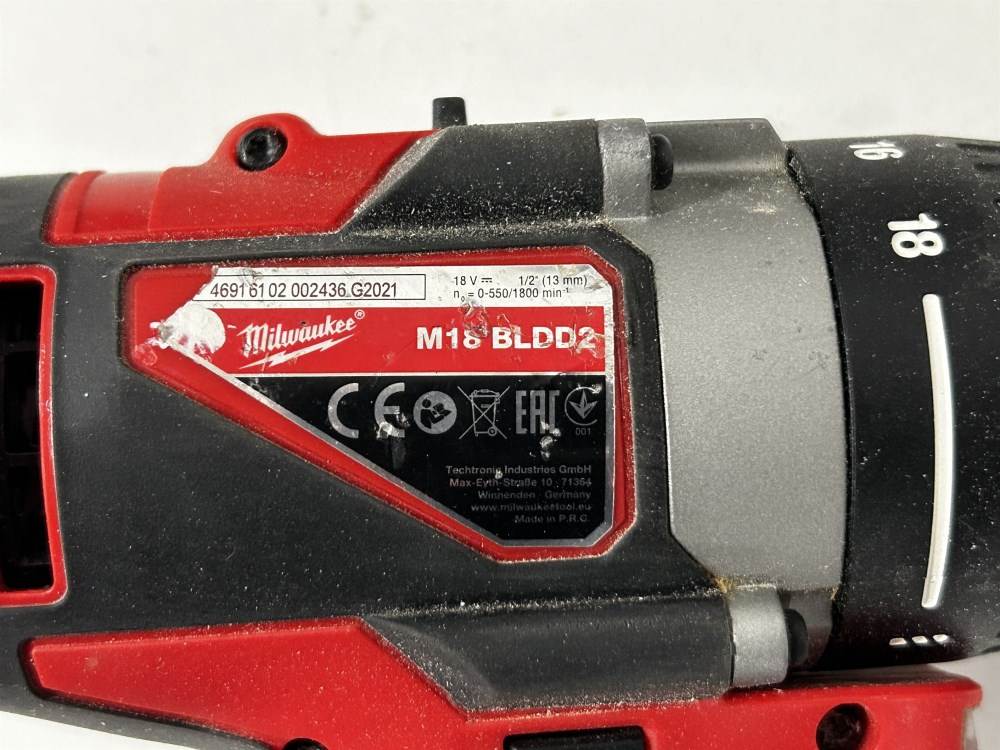 4691 61 02 002436 G2021
18 V ⎓ 1/2" (13 mm)
n₀ = 0-550/1800 min⁻¹
Milwaukee®
M18 BLDD2
CE EAC
001
Techtronic Industries GmbH
Max-Eyth-Straße 10 · 71364
Winnenden · Germany
www.milwaukeetool.eu
Made in P.R.C.
16
18